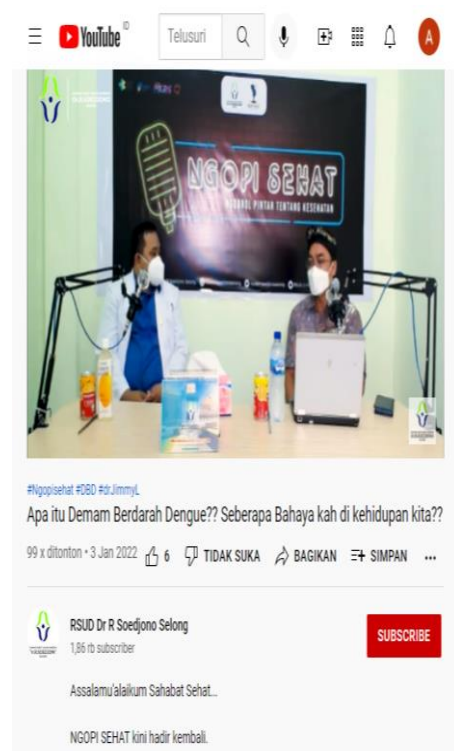 YouTube ID
Telusuri
A
NGOPI SEHAT
NGOBROL PINTAR TENTANG KESEHATAN
#Ngopisehat #DBD #drJimmyL
Apa itu Demam Berdarah Dengue?? Seberapa Bahaya kah di kehidupan kita??
99 x ditonton • 3 Jan 2022 6 TIDAK SUKA BAGIKAN SIMPAN ...
RSUD Dr R Soedjono Selong
1,86 rb subscriber
SUBSCRIBE
Assalamu'alaikum Sahabat Sehat...
NGOPI SEHAT kini hadir kembali.